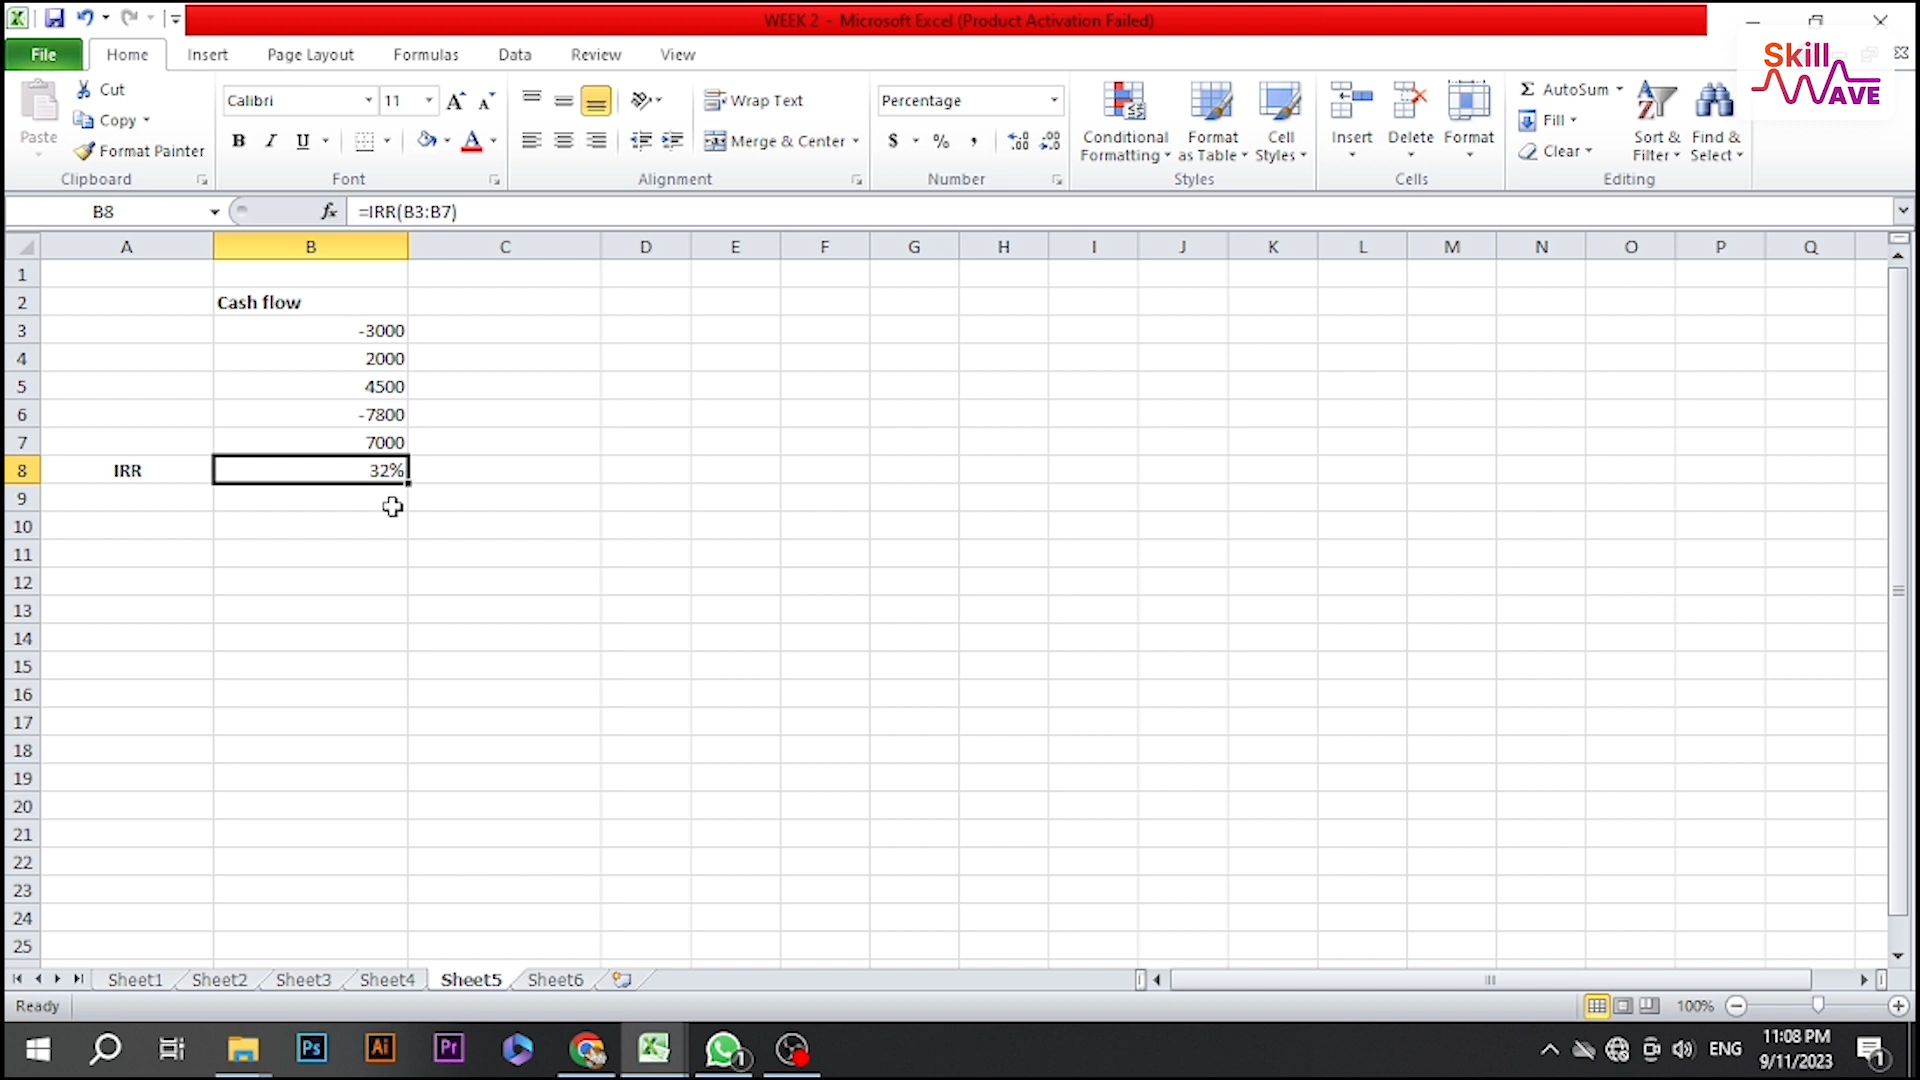 WEEK 2 - Microsoft Excel (Product Activation Failed)
File Home Insert Page Layout Formulas Data Review View
Skill
WAVE
Paste
Cut
Copy
Format Painter
Clipboard
Calibri 11 A A
B I U A
Font
Wrap Text
Merge & Center
Alignment
Percentage
$ % ,
Number
Conditional Formatting
Format as Table
Cell Styles
Styles
Insert Delete Format
Cells
Σ AutoSum
Fill
Clear
Sort & Filter
Find & Select
Editing
B8 fx =IRR(B3:B7)
A B C D E F G H I J K L M N O P Q
1
2 Cash flow
3 -3000
4 2000
5 4500
6 -7800
7 7000
8 IRR 32%
9
10
11
12
13
14
15
16
17
18
19
20
21
22
23
24
25
Sheet1 Sheet2 Sheet3 Sheet4 Sheet5 Sheet6
Ready 100%
Ps Ai Pr 1 ENG 11:08 PM 1
9/11/2023